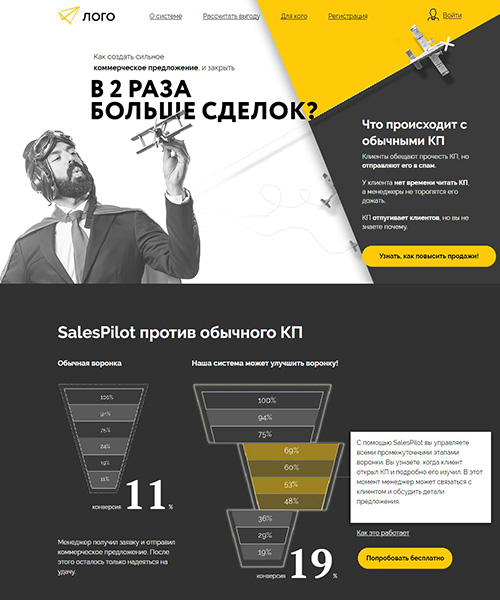 ЛОГО
О системе
Рассчитать выгоду
Для кого
Регистрация
Войти
Как создать сильное
коммерческое предложение, и закрыть
В 2 РАЗА
БОЛЬШЕ СДЕЛОК?
Что происходит с
обычными КП
Клиенты обещают прочесть КП, но
отправляют его в спам.
У клиента нет времени читать КП,
а менеджеры не торопятся его
дожать.
КП отпугивает клиентов, но вы не
знаете почему.
Узнать, как повысить продажи!
SalesPilot против обычного КП
Обычная воронка
100%
94%
75%
24%
19%
11%
конверсия 11 %
Менеджер получил заявку и отправил
коммерческое предложение. После
этого осталось только надеяться на
удачу.
Наша система может улучшить воронку!
100%
94%
75%
69%
60%
53%
48%
36%
29%
19%
конверсия 19 %
С помощью SalesPilot вы управляете
всеми промежуточными этапами
воронки. Вы узнаете, когда клиент
открыл КП и подробно его изучил. В этот
момент менеджер может связаться с
клиентом и обсудить детали
предложения.
Как это работает
Попробовать бесплатно